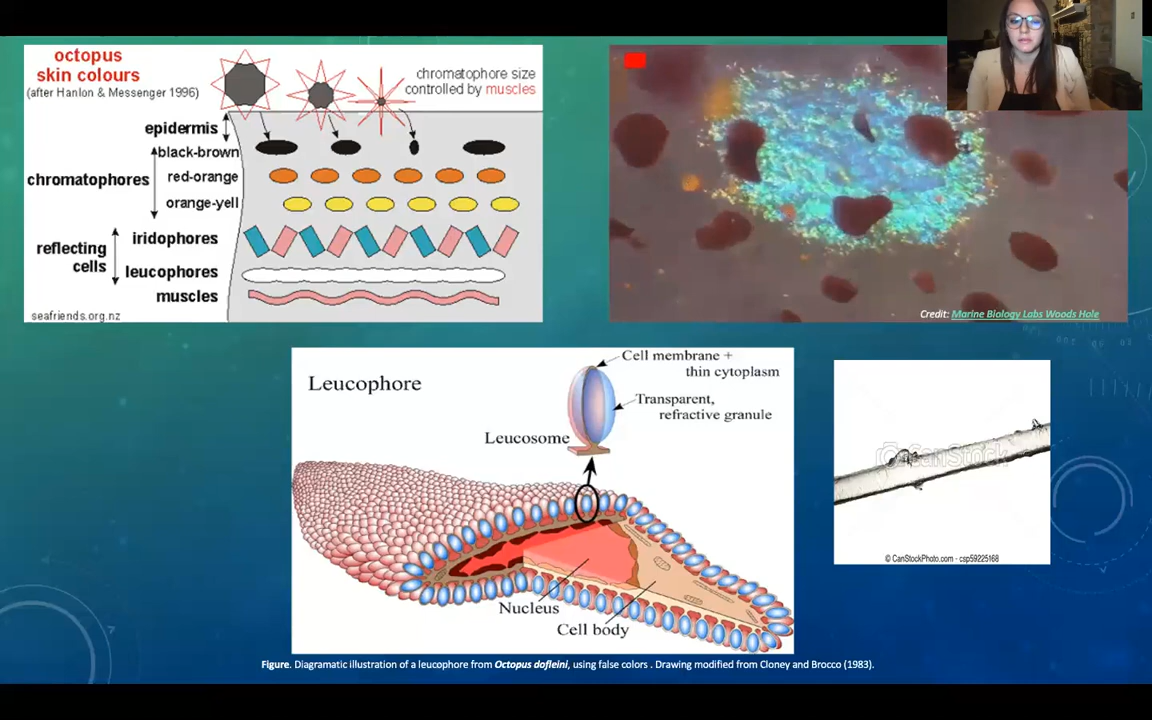 octopus
skin colours
(after Hanlon & Messenger 1996)
chromatophore size
controlled by muscles
epidermis
black-brown
chromatophores
red-orange
orange-yell
iridophores
reflecting
cells
leucophores
muscles
seafriends.org.nz
Credit: Marine Biology Labs Woods Hole
Leucophore
Cell membrane +
thin cytoplasm
Transparent,
refractive granule
Leucosome
Nucleus
Cell body
CanStock
© CanStockPhoto.com - csp59225168
Figure. Diagramatic illustration of a leucophore from Octopus dofleini, using false colors . Drawing modified from Cloney and Brocco (1983).